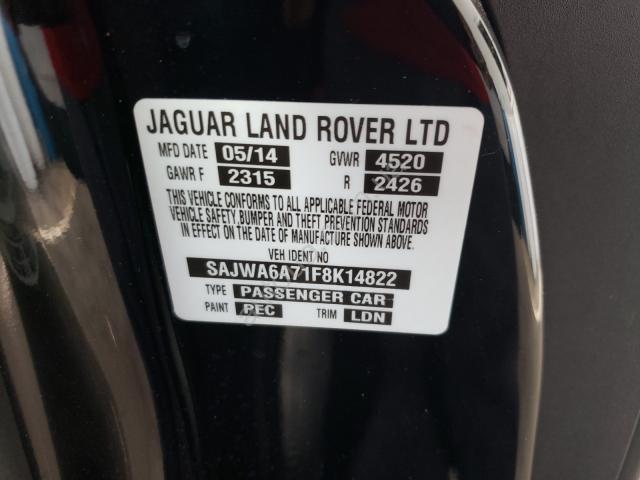 JAGUAR LAND ROVER LTD
MFD DATE 05/14 GVWR 4520
GAWR F 2315 R 2426
THIS VEHICLE CONFORMS TO ALL APPLICABLE FEDERAL MOTOR
VEHICLE SAFETY,BUMPER AND THEFT PREVENTION STANDARDS
IN EFFECT ON THE DATE OF MANUFACTURE SHOWN ABOVE.
VEH IDENT NO
SAJWA6A71F8K14822
TYPE PASSENGER CAR
PAINT PEC TRIM LDN